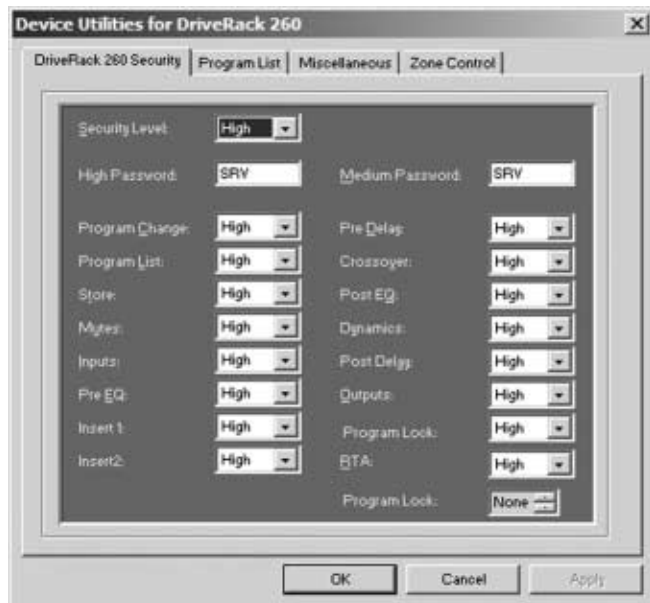 Device Utilities for DriveRack 260
DriveRack 260 Security Program List Miscellaneous Zone Control
Security Level: High
High Password: SRV Medium Password: SRV
Program Change: High Pre Delay: High
Program List: High Crossover: High
Store: High Post EQ: High
Mutes: High Dynamics: High
Inputs: High Post Delay: High
Pre EQ: High Outputs: High
Insert 1: High Program Lock: High
Insert2: High RTA: High
Program Lock: None
OK Cancel Apply